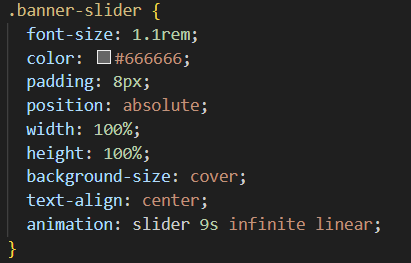 .banner-slider {
font-size: 1.1rem;
color: #666666;
padding: 8px;
position: absolute;
width: 100%;
height: 100%;
background-size: cover;
text-align: center;
animation: slider 9s infinite linear;
}